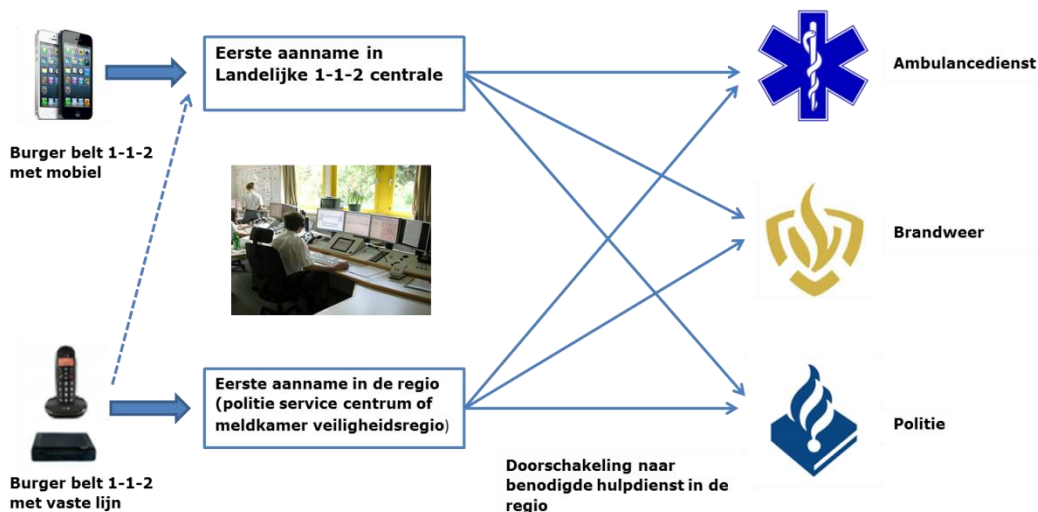 Burger belt 1-1-2
met mobiel
Eerste aanname in
Landelijke 1-1-2 centrale
Ambulancedienst
Brandweer
Burger belt 1-1-2
met vaste lijn
Eerste aanname in de regio
(politie service centrum of
meldkamer veiligheidsregio)
Politie
Doorschakeling naar
benodigde hulpdienst in de
regio